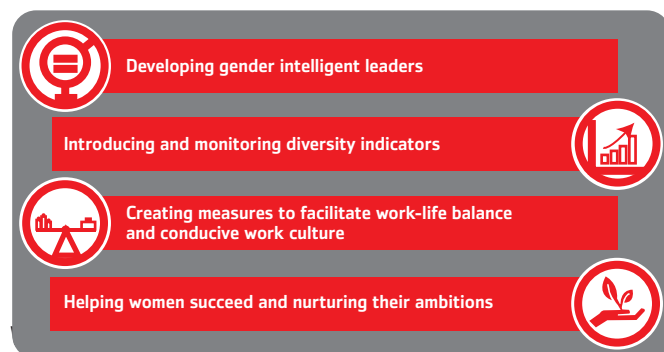 Developing gender intelligent leaders
Introducing and monitoring diversity indicators
Creating measures to facilitate work-life balance
and conducive work culture
Helping women succeed and nurturing their ambitions